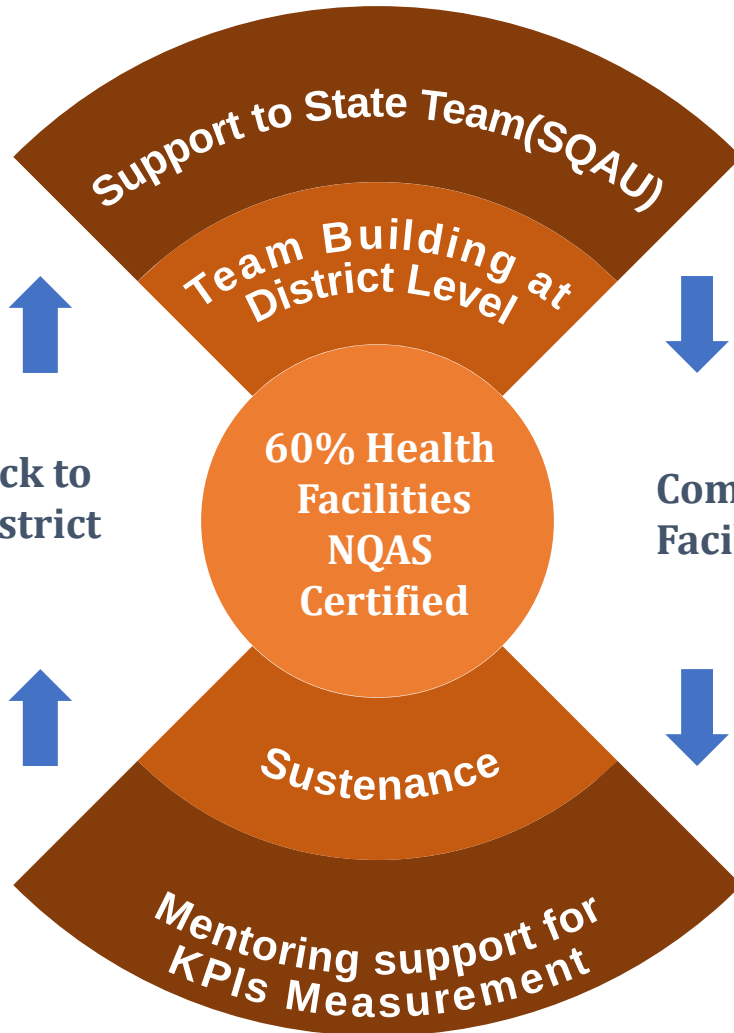 Support to State Team(SQAU)
Team Building at
District Level
60% Health
Facilities
NQAS
Certified
to
Sustenance
Mentoring support for
KPIs Measurement